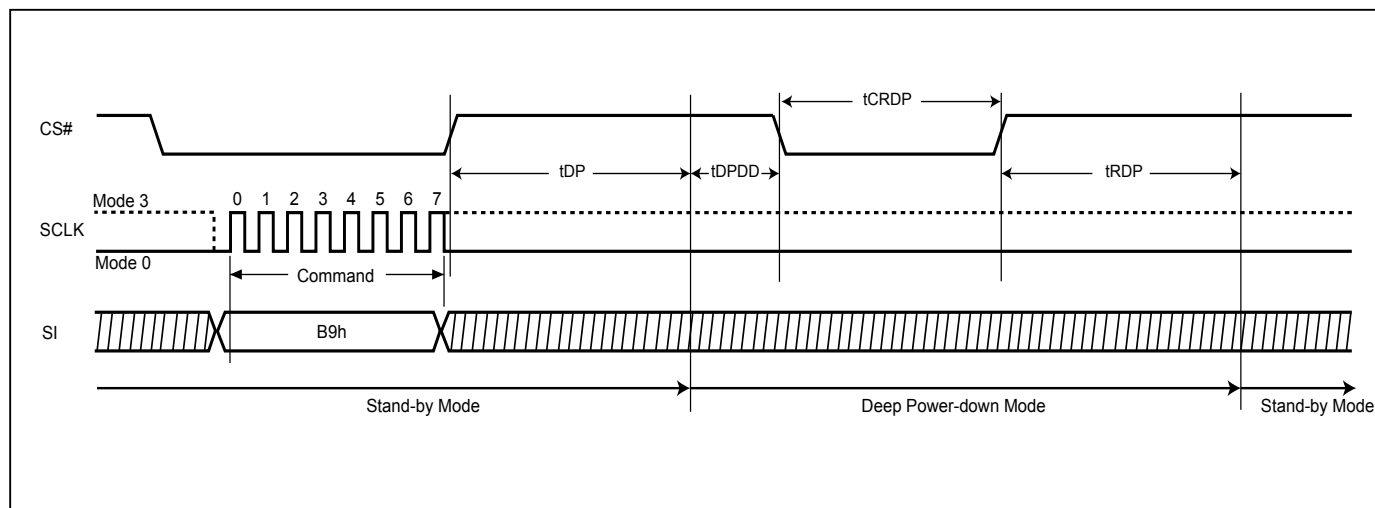 tCRDP
CS#
tDP
tDPDD
tRDP
Mode 3
0 1 2 3 4 5 6 7
SCLK
Mode 0
Command
SI
B9h
Stand-by Mode
Deep Power-down Mode
Stand-by Mode